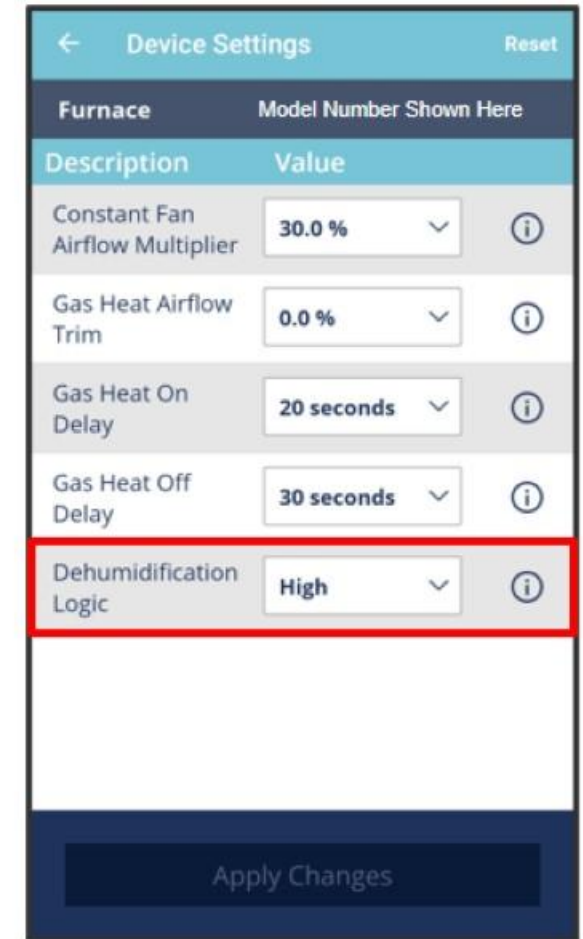 ← Device Settings Reset
Furnace Model Number Shown Here
Description Value
Constant Fan
Airflow Multiplier
30.0 %
Gas Heat Airflow
Trim
0.0 %
Gas Heat On
Delay
20 seconds
Gas Heat Off
Delay
30 seconds
Dehumidification
Logic
High
Apply Changes